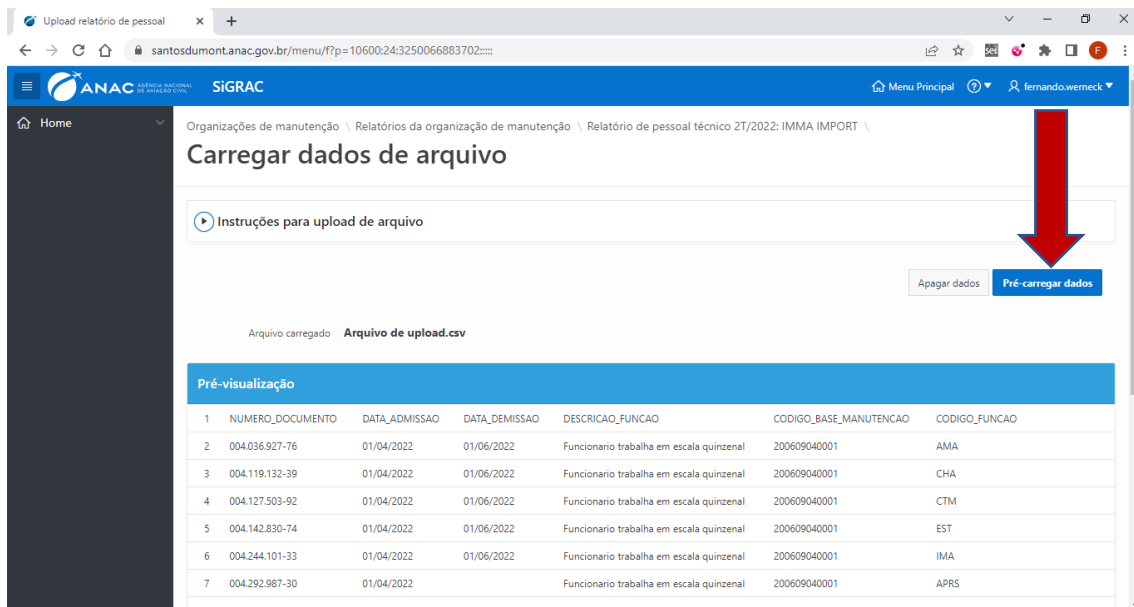 Upload relatório de pessoal
santosdumont.anac.gov.br/menu/f?p=10600:24:3250066883702:::::
sei
F
ANAC AGÊNCIA NACIONAL DE AVIAÇÃO CIVIL SiGRAC Menu Principal ? fernando.werneck
Home
Organizações de manutenção \ Relatórios da organização de manutenção \ Relatório de pessoal técnico 2T/2022: IMMA IMPORT \
Carregar dados de arquivo
Instruções para upload de arquivo
Apagar dados Pré-carregar dados
Arquivo carregado Arquivo de upload.csv
Pré-visualização
1 NUMERO_DOCUMENTO DATA_ADMISSAO DATA_DEMISSAO DESCRICAO_FUNCAO CODIGO_BASE_MANUTENCAO CODIGO_FUNCAO
2 004.036.927-76 01/04/2022 01/06/2022 Funcionario trabalha em escala quinzenal 200609040001 AMA
3 004.119.132-39 01/04/2022 01/06/2022 Funcionario trabalha em escala quinzenal 200609040001 CHA
4 004.127.503-92 01/04/2022 01/06/2022 Funcionario trabalha em escala quinzenal 200609040001 CTM
5 004.142.830-74 01/04/2022 01/06/2022 Funcionario trabalha em escala quinzenal 200609040001 EST
6 004.244.101-33 01/04/2022 01/06/2022 Funcionario trabalha em escala quinzenal 200609040001 IMA
7 004.292.987-30 01/04/2022 Funcionario trabalha em escala quinzenal 200609040001 APRS